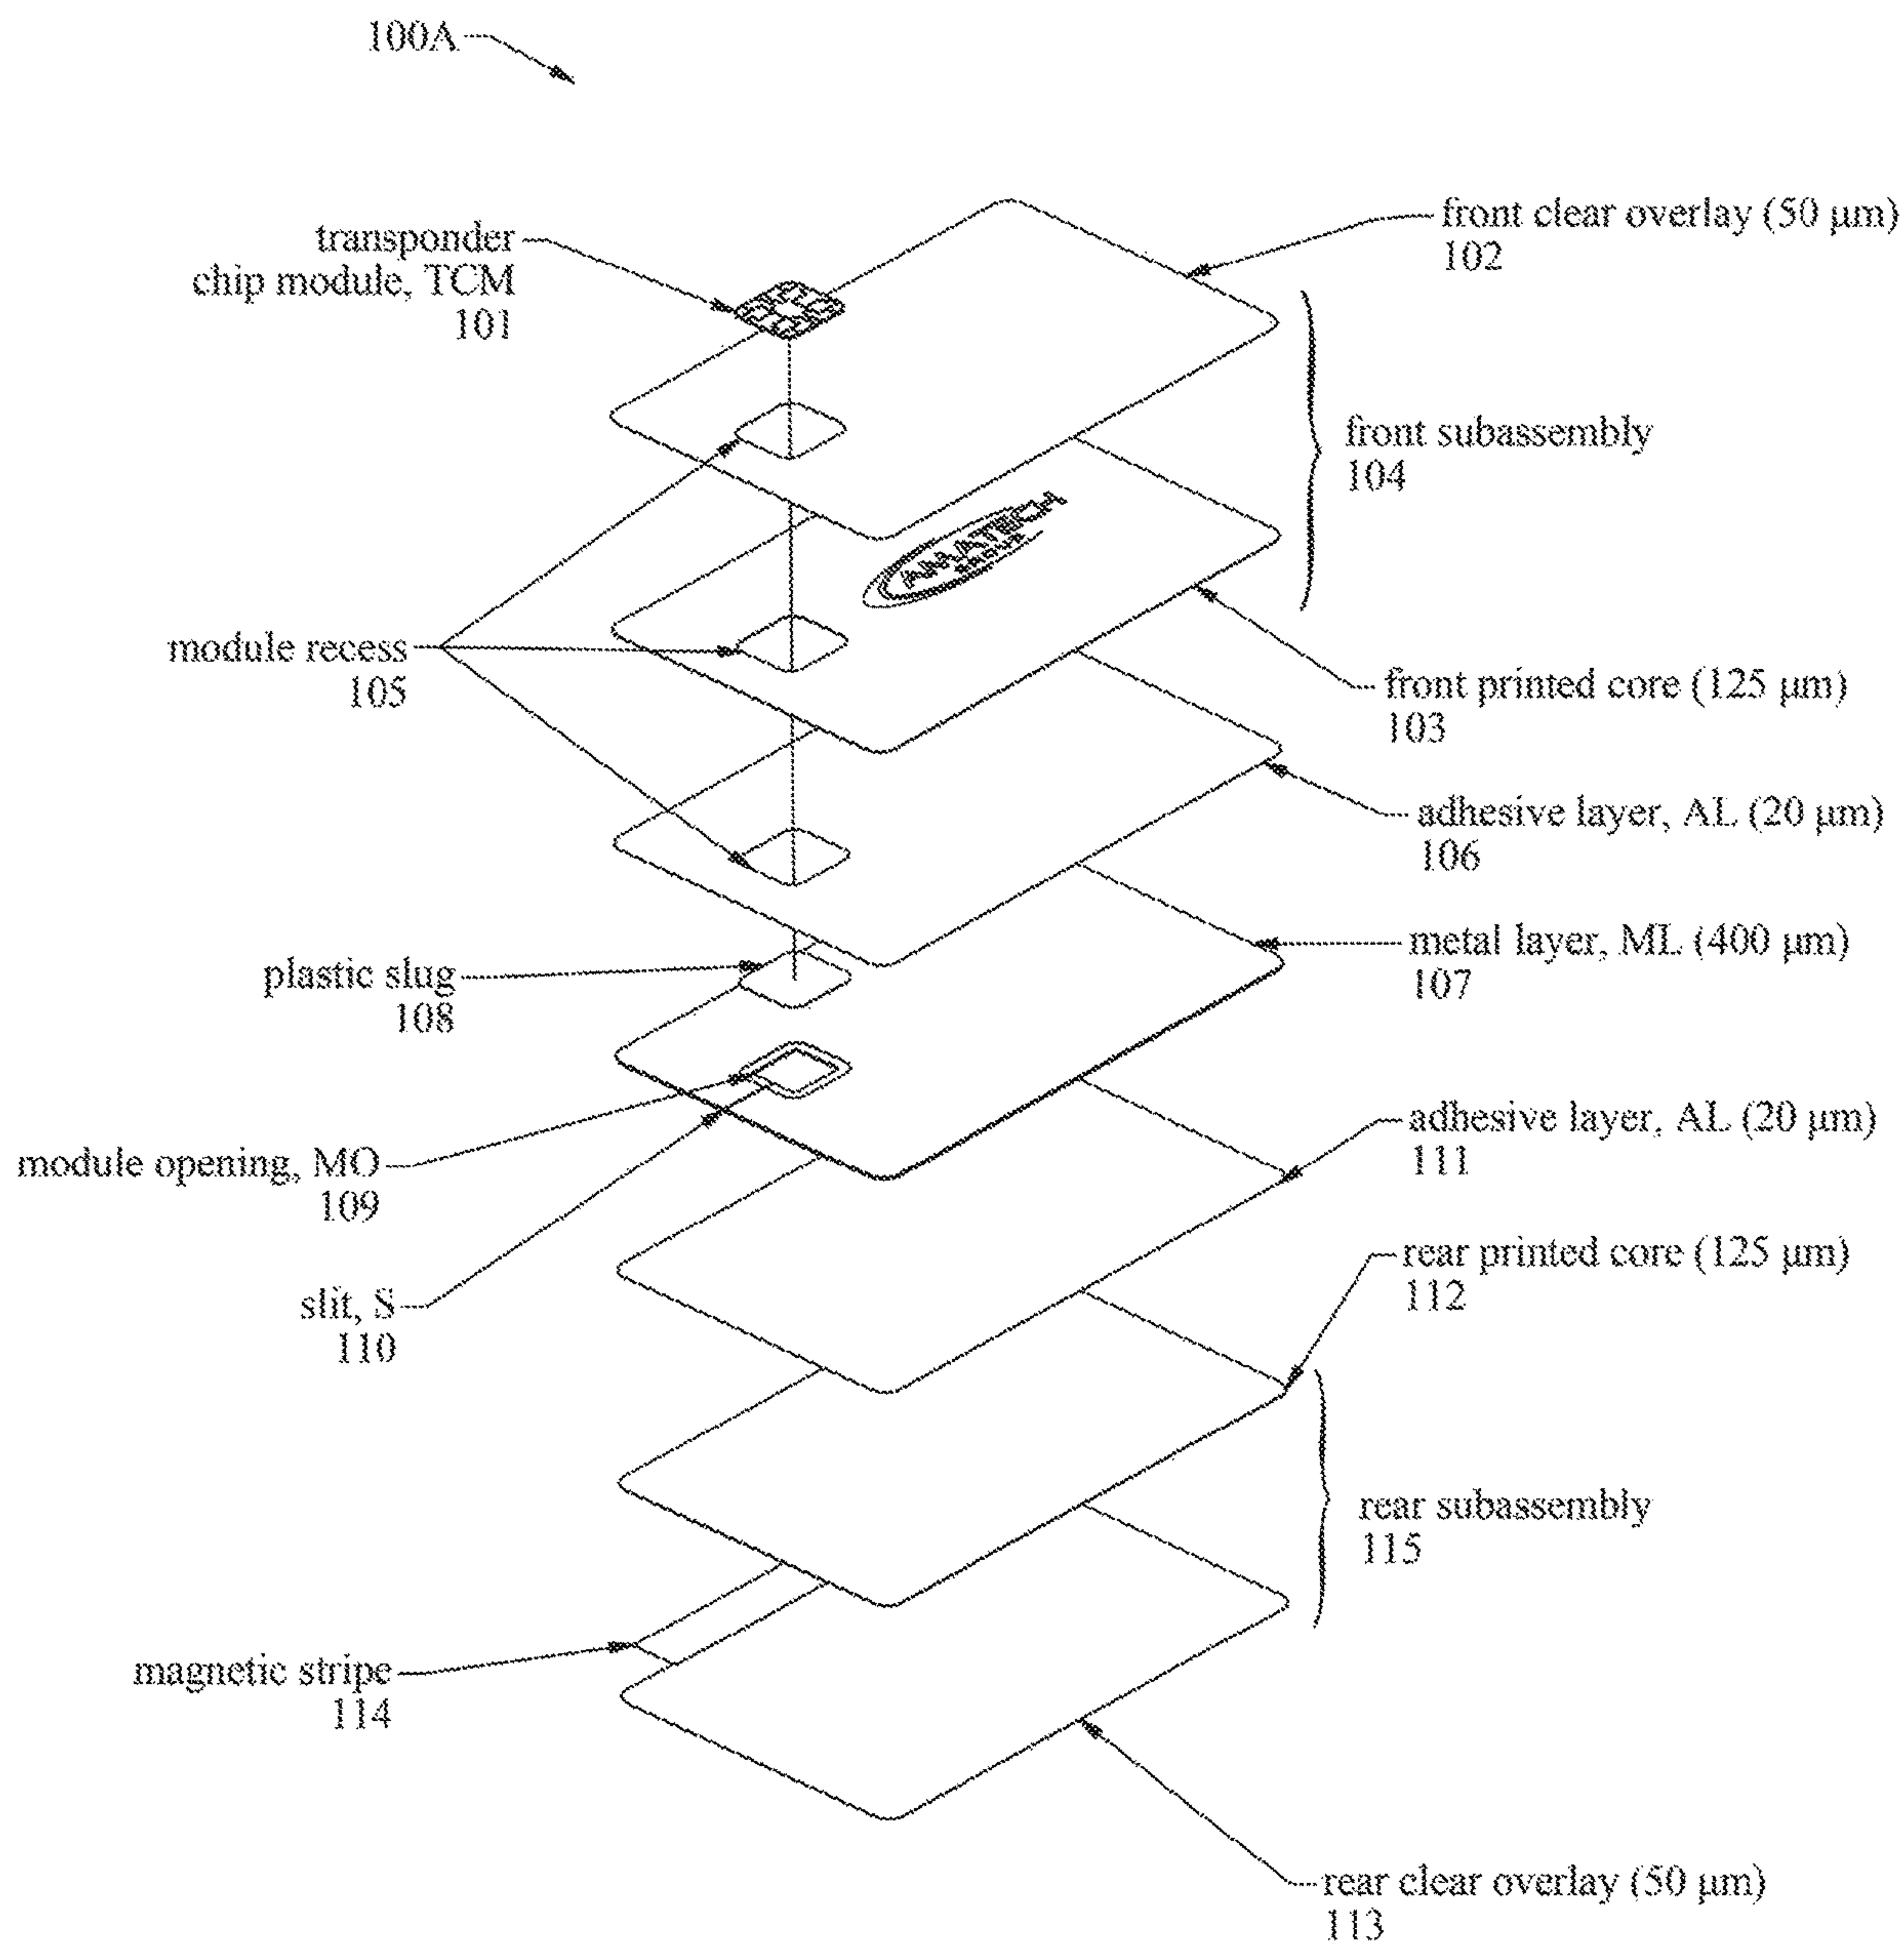 100A
transponder
chip module, TCM
101
front clear overlay (50 µm)
102
front subassembly
104
AMATECH
GROUP
module recess
105
front printed core (125 µm)
103
adhesive layer, AL (20 µm)
106
metal layer, ML (400 µm)
107
plastic slug
108
module opening, MO
109
adhesive layer, AL (20 µm)
111
rear printed core (125 µm)
112
slit, S
110
rear subassembly
115
magnetic stripe
114
rear clear overlay (50 µm)
113